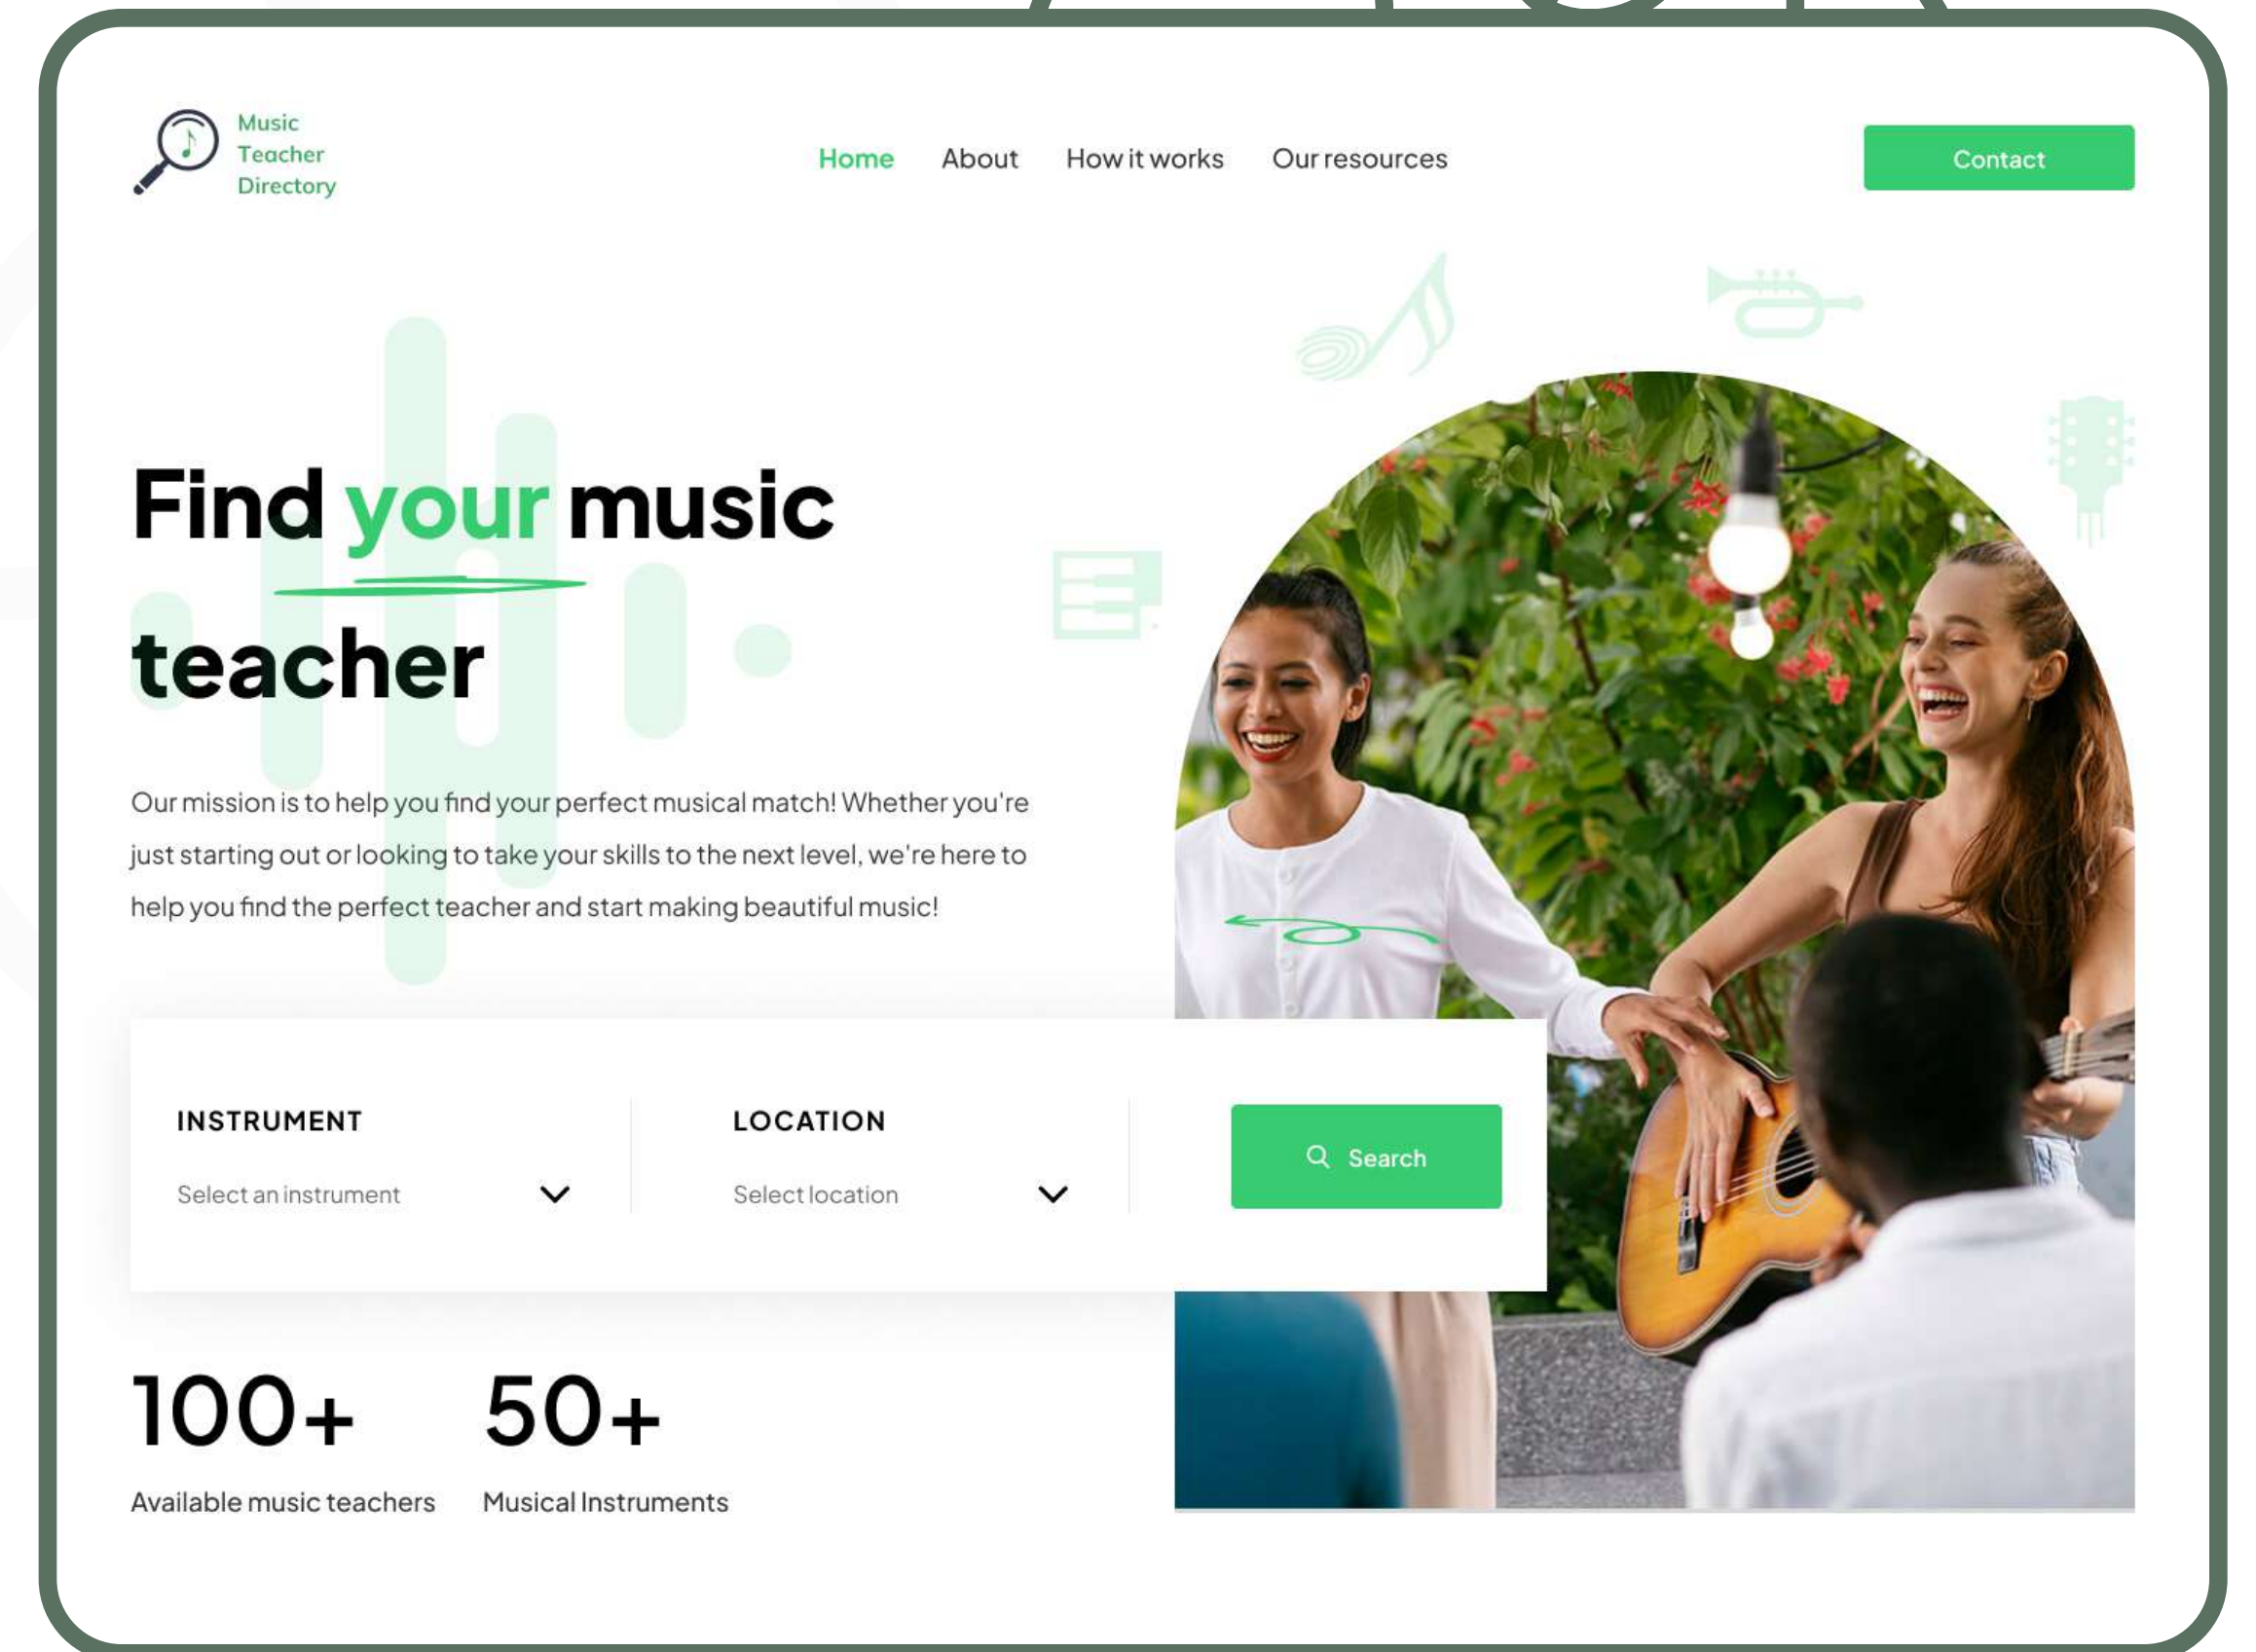 Music
Teacher
Directory
Home About How it works Our resources
Contact
Find your music
teacher
Our mission is to help you find your perfect musical match! Whether you're
just starting out or looking to take your skills to the next level, we're here to
help you find the perfect teacher and start making beautiful music!
INSTRUMENT
Select an instrument
LOCATION
Select location
Search
100+
Available music teachers
50+
Musical Instruments